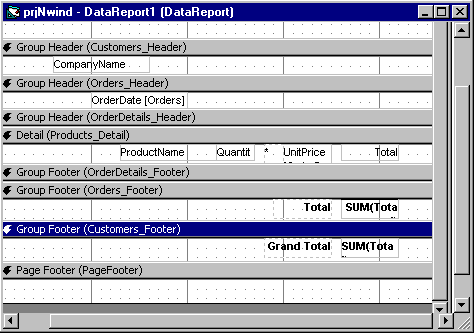 prjNwind - DataReport1 (DataReport)
Group Header (Customers_Header)
CompanyName
Group Header (Orders_Header)
OrderDate [Orders]
Group Header (OrderDetails_Header)
Detail (Products_Detail)
ProductName Quantit * UnitPrice Total
Group Footer (OrderDetails_Footer)
Group Footer (Orders_Footer)
Total SUM(Tota
Group Footer (Customers_Footer)
Grand Total SUM(Tota
Page Footer (PageFooter)